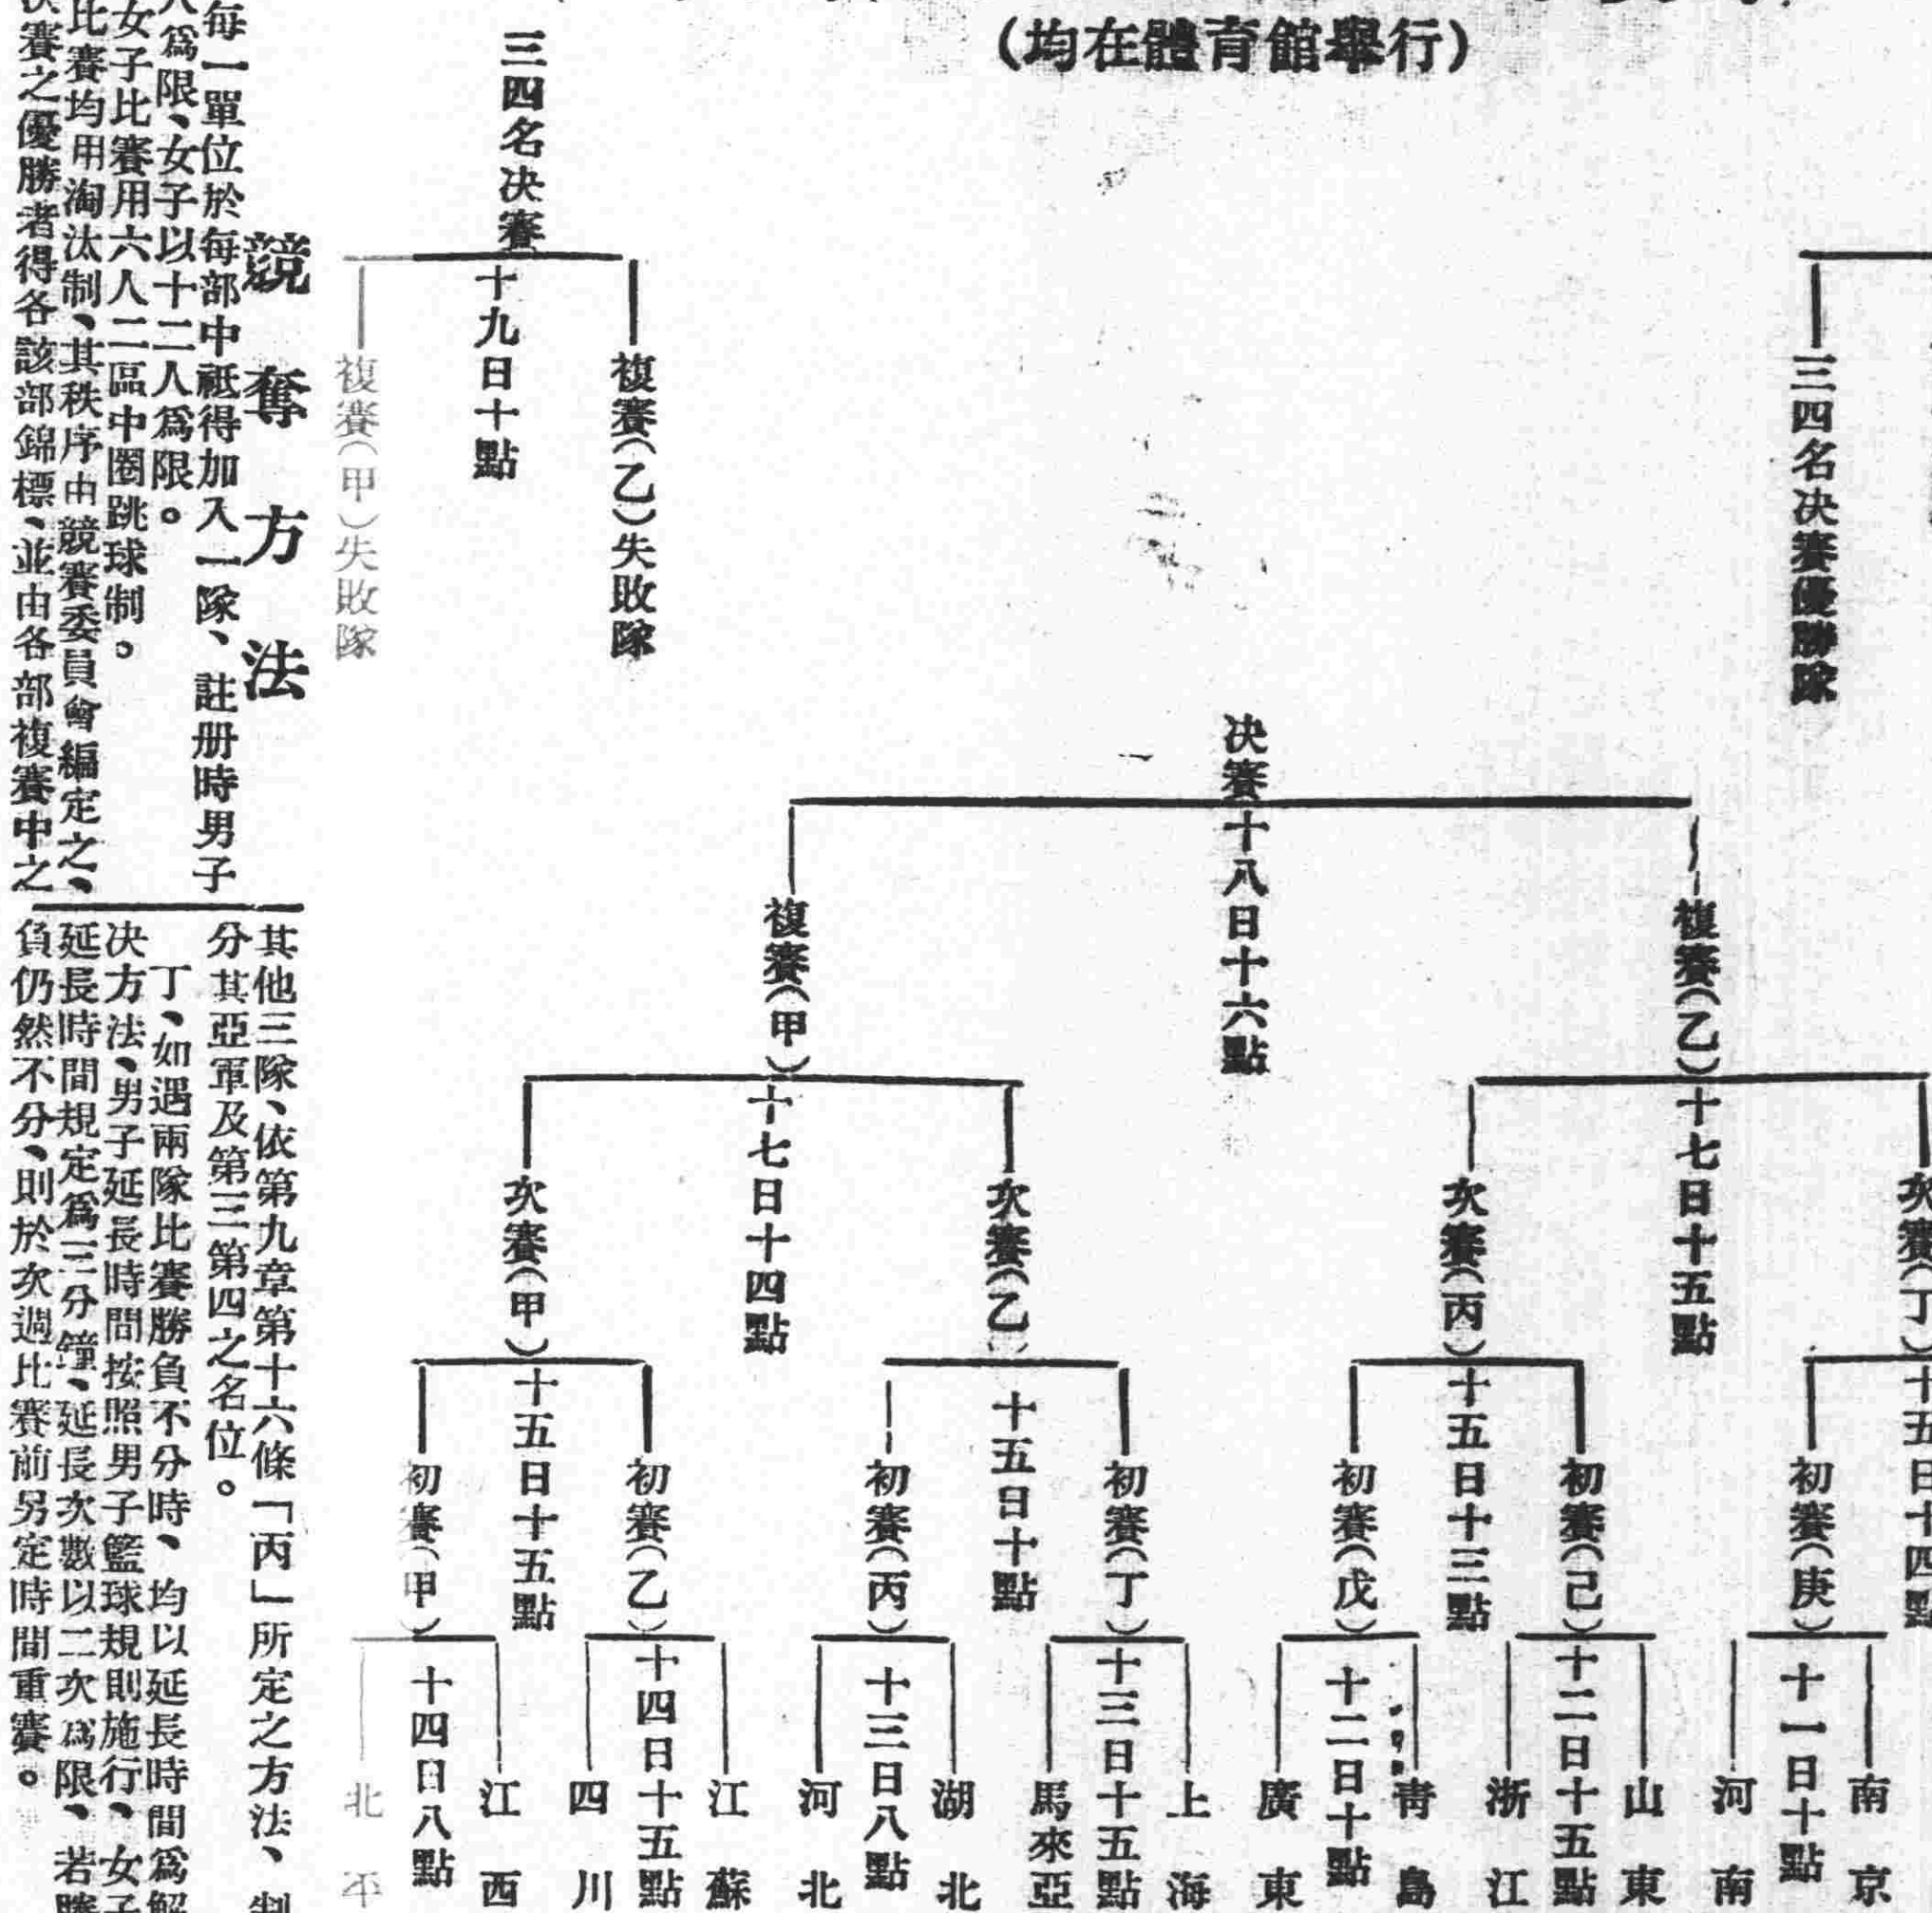 （均在體育館舉行）
三四名决賽優勝隊
三四名决賽
十九日十點
複賽（乙）失敗隊
複賽（甲）失敗隊
决賽
十八日十六點
複賽（乙）
十七日十五點
複賽（甲）
十七日十四點
次賽（丁）
十五日十四點
次賽（丙）
十五日十三點
次賽（乙）
十五日十點
次賽（甲）
十五日十五點
初賽（庚）
十一日十點
初賽（己）
十二日十五點
初賽（戊）
十二日十點
初賽（丁）
十三日十五點
初賽（丙）
十三日八點
初賽（乙）
十四日十五點
初賽（甲）
十四日八點
南京
河南
山東
浙江
青島
廣東
上海
馬來亞
湖北
河北
江蘇
四川
江西
北平
競奪方法
每一單位於每部中祗得加入一隊、註册時男子
人爲限、女子以十二人爲限。
女子比賽用六人二區中圈跳球制。
比賽均用淘汰制、其秩序由競賽委員會編定之、
决賽之優勝者得各該部錦標、並由各部複賽中之
其他三隊、依第九章第十六條「丙」所定之方法、制
分其亞軍及第三第四之名位。
丁、如遇兩隊比賽勝負不分時、均以延長時間爲解
决方法、男子延長時間按照男子籃球規則施行、女子
延長時間規定爲三分鐘、延長次數以二次爲限、若勝
負仍然不分、則於次週比賽前另定時間重賽。